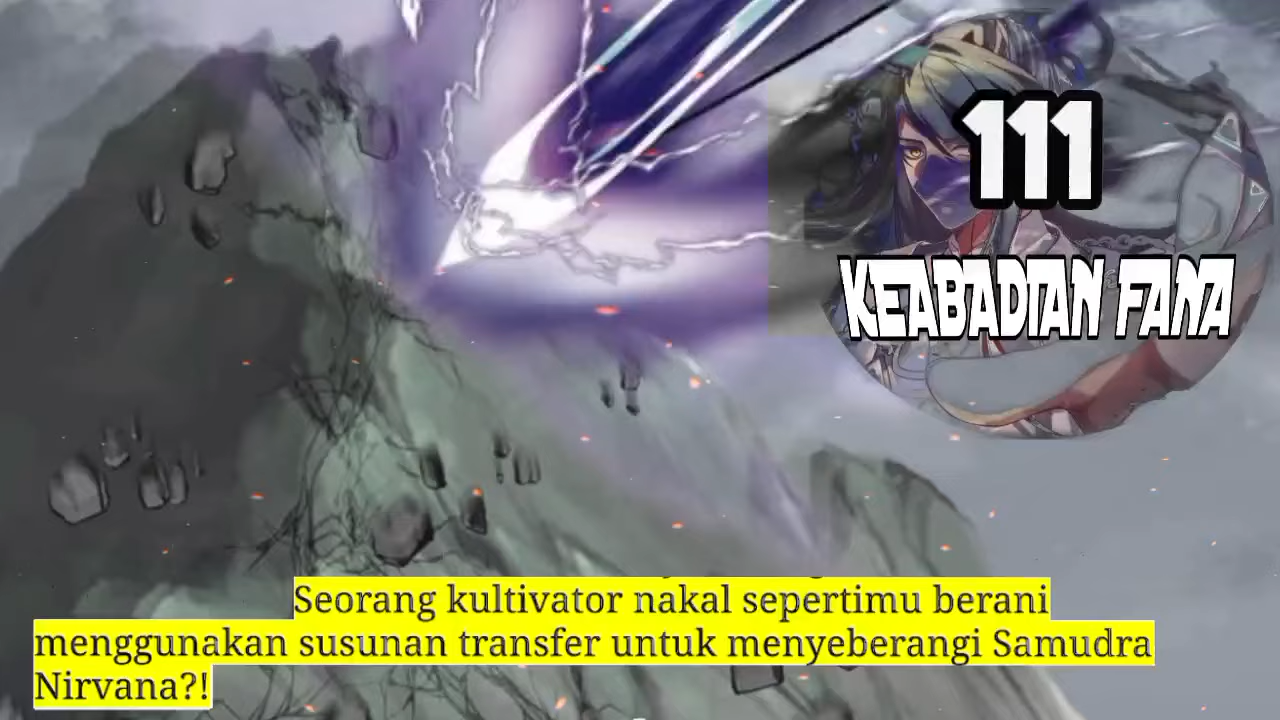 111
KEABADIAN FANA
Seorang kultivator nakal sepertimu berani
menggunakan susunan transfer untuk menyeberangi Samudra
Nirvana?!